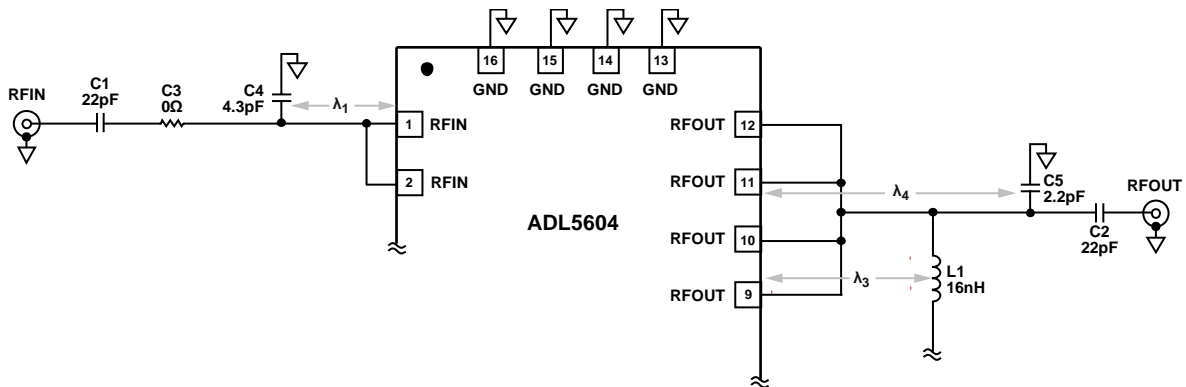 16
15
14
13
GND
GND
GND
GND
RFIN
C1
22pF
C3
0Ω
C4
4.3pF
λ1
1
RFIN
2
RFIN
ADL5604
RFOUT
12
RFOUT
11
RFOUT
10
RFOUT
9
λ4
λ3
L1
16nH
C5
2.2pF
RFOUT
C2
22pF